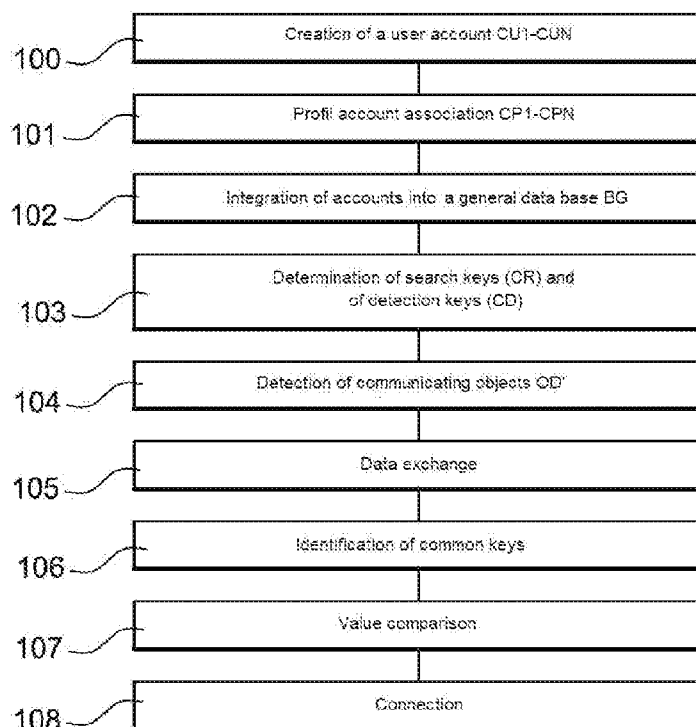 100
Creation of a user account CU1-CUN
101
Profil account association CP1-CPN
102
Integration of accounts into a general data base BG
103
Determination of search keys (CR) and
of detection keys (CD)
104
Detection of communicating objects OD'
105
Data exchange
106
Identification of common keys
107
Value comparison
108
Connection